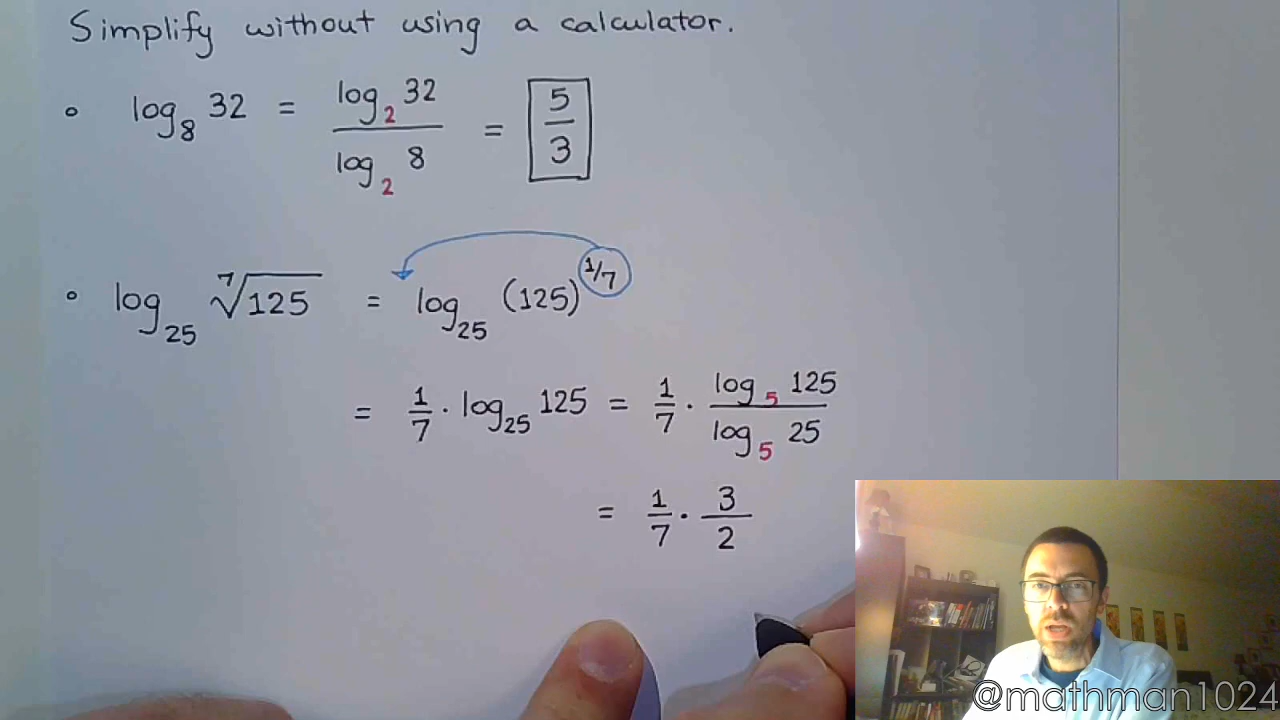 Simplify without using a calculator.
∘ log₈ 32 = log₂ 32 / log₂ 8 = 5/3
∘ log₂₅ ⁷√125 = log₂₅ (125)^1/7
= 1/7 · log₂₅ 125 = 1/7 · log₅ 125 / log₅ 25
= 1/7 · 3/2
@mathman1024